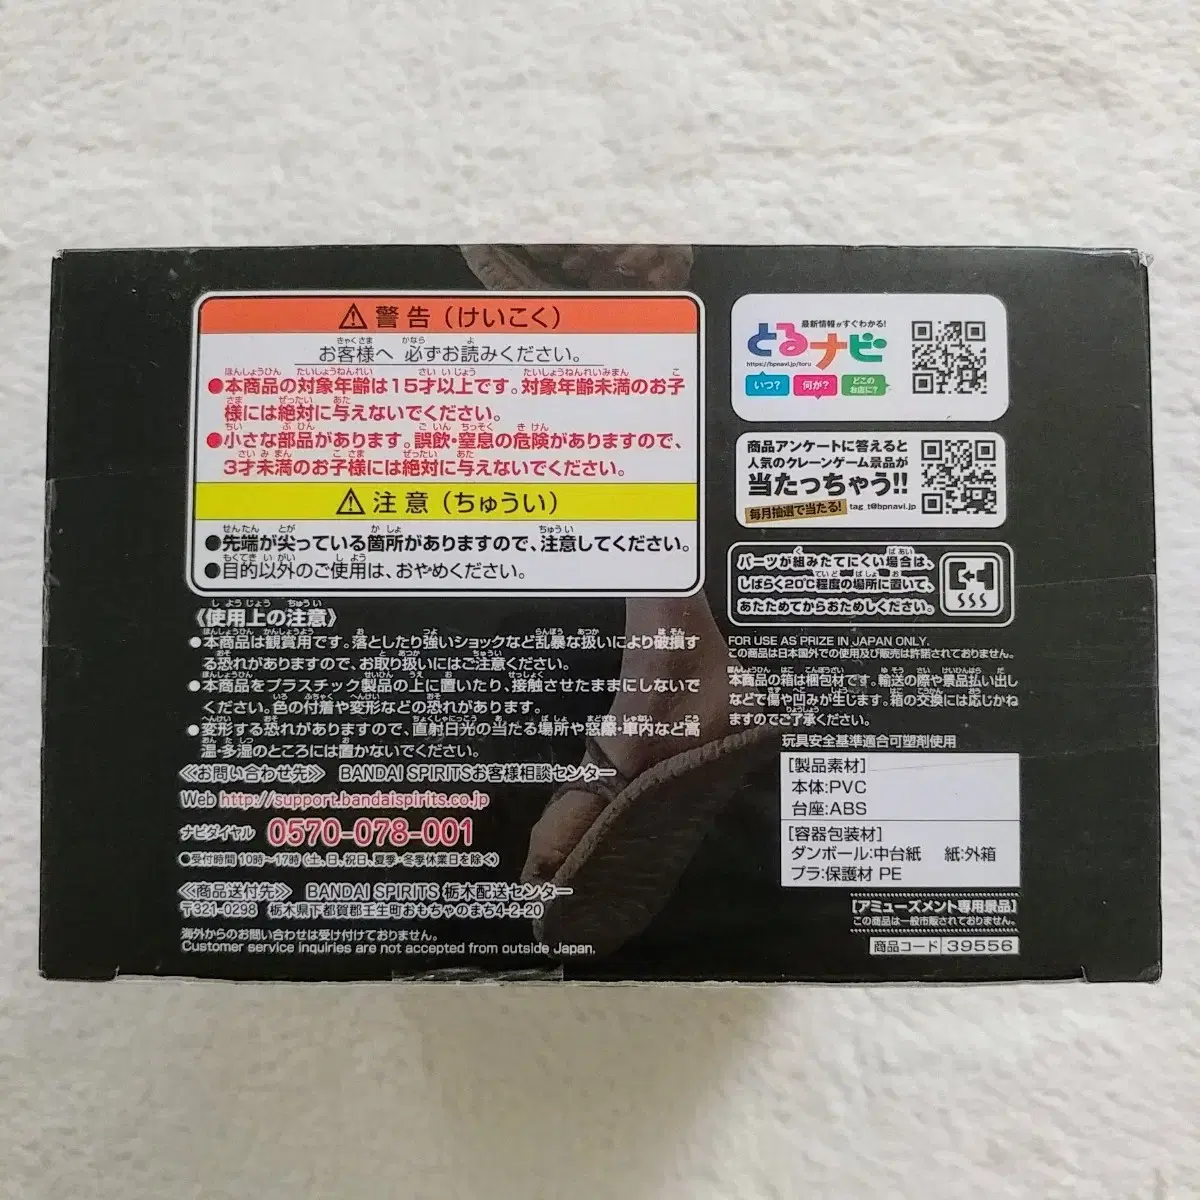 ⚠警告(けいこく)
お客様へ 必ずお読みください。
●本商品の対象年齢は15才以上です。対象年齢未満のお子
様には絶対に与えないでください。
●小さな部品があります。誤飲・窒息の危険がありますので、
3才未満のお子様には絶対に与えないでください。
⚠注意(ちゅうい)
●先端が尖っている箇所がありますので、注意してください。
●目的以外のご使用は、おやめください。
《使用上の注意》
●本商品は観賞用です。落としたり強いショックなど乱暴な扱いにより破損す
る恐れがありますので、お取り扱いにはご注意ください。
●本商品をプラスチック製品の上に置いたり、接触させたままにしないで
ください。色の付着や変形などの恐れがあります。
●変形する恐れがありますので、直射日光の当たる場所や窓際・車内など高
温・多湿のところには置かないでください。
≪お問い合わせ先≫ BANDAI SPIRITSお客様相談センター
Web http://support.bandaispirits.co.jp
ナビダイヤル 0570-078-001
●受付時間 10時~17時 (土、日、祝日、夏季・冬季休業日を除く)
≪商品送付先≫ BANDAI SPIRITS 栃木配送センター
〒321-0298 栃木県下都賀郡壬生町おもちゃのまち4-2-20
海外からのお問い合わせは受け付けておりません。
Customer service inquiries are not accepted from outside Japan.
最新情報がすぐわかる!
とるナビ
https://bpnavi.jp/toru
いつ? 何が? どこのお店に?
商品アンケートに答えると
人気のクレーンゲーム景品が
当たっちゃう!!
毎月抽選で当たる! tag_t@bpnavi.jp
パーツが組みたてにくい場合は、
しばらく20℃程度の場所に置いて、
あたためてからおためしください。
FOR USE AS PRIZE IN JAPAN ONLY.
この商品は日本国外での使用及び販売は許諾されておりません。
本商品の箱は梱包材です。輸送の際や景品払い出し
などで傷や凹みが生じます。箱の交換には応じかね
ますのでご了承ください。
玩具安全基準適合可塑剤使用
[製品素材]
本体:PVC
台座:ABS
[容器包装材]
ダンボール:中台紙 紙:外箱
プラ:保護材 PE
[アミューズメント専用景品]
この商品は一般市販されておりません。
商品コード 39556